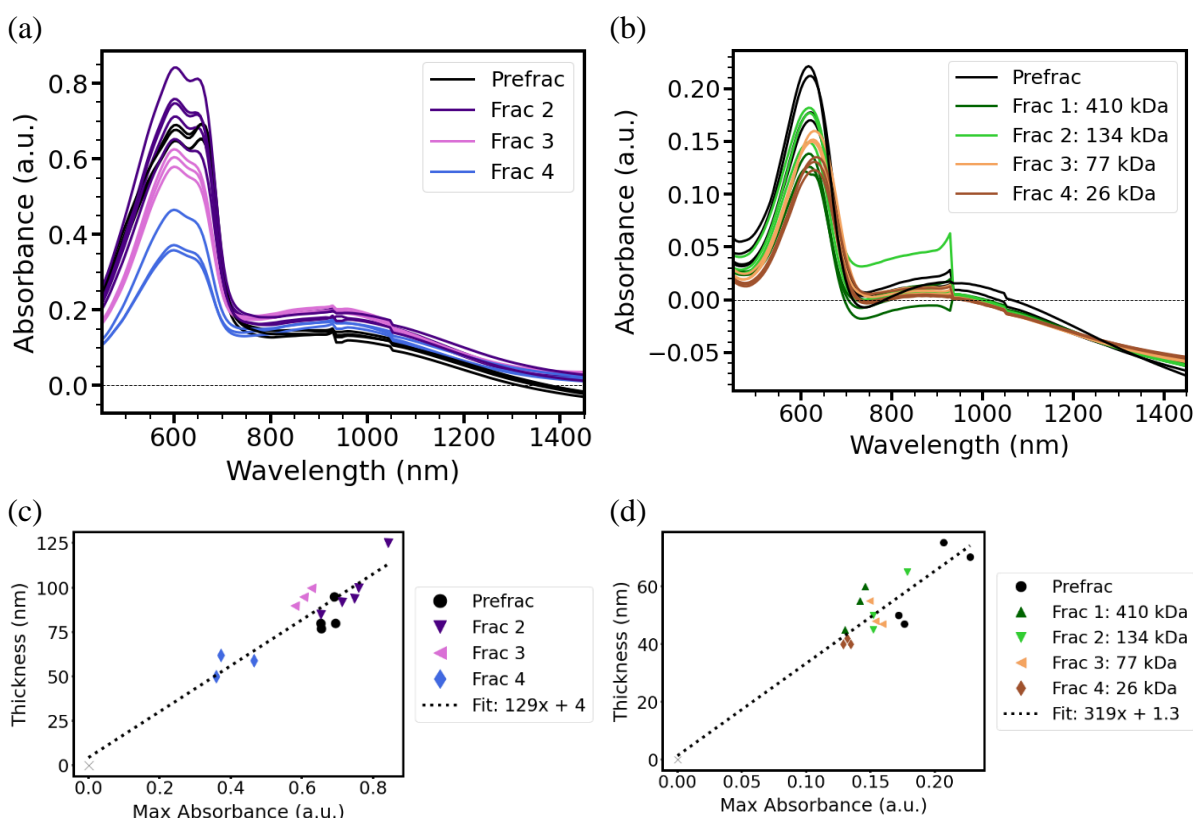 (a)
Absorbance (a.u.)
0.8
0.6
0.4
0.2
0.0
600 800 1000 1200 1400
Wavelength (nm)
Prefrac
Frac 2
Frac 3
Frac 4
(b)
Absorbance (a.u.)
0.20
0.15
0.10
0.05
0.00
−0.05
600 800 1000 1200 1400
Wavelength (nm)
Prefrac
Frac 1: 410 kDa
Frac 2: 134 kDa
Frac 3: 77 kDa
Frac 4: 26 kDa
(c)
Thickness (nm)
125
100
75
50
25
0
0.0 0.2 0.4 0.6 0.8
Max Absorbance (a.u.)
Prefrac
Frac 2
Frac 3
Frac 4
Fit: 129x + 4
(d)
Thickness (nm)
60
40
20
0
0.00 0.05 0.10 0.15 0.20
Max Absorbance (a.u.)
Prefrac
Frac 1: 410 kDa
Frac 2: 134 kDa
Frac 3: 77 kDa
Frac 4: 26 kDa
Fit: 319x + 1.3